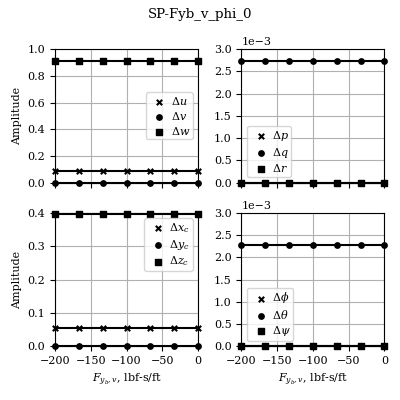 SP-Fyb_v_phi_0
1e−3
1.0
0.8
0.6
0.4
0.2
0.0
Amplitude
Δu
Δv
Δw
3.0
2.5
2.0
1.5
1.0
0.5
0.0
Δp
Δq
Δr
1e−3
0.4
0.3
0.2
0.1
0.0
Amplitude
Δx_c
Δy_c
Δz_c
−200 −150 −100 −50 0
F_{y_b,v}, lbf-s/ft
3.0
2.5
2.0
1.5
1.0
0.5
0.0
Δϕ
Δθ
Δψ
−200 −150 −100 −50 0
F_{y_b,v}, lbf-s/ft